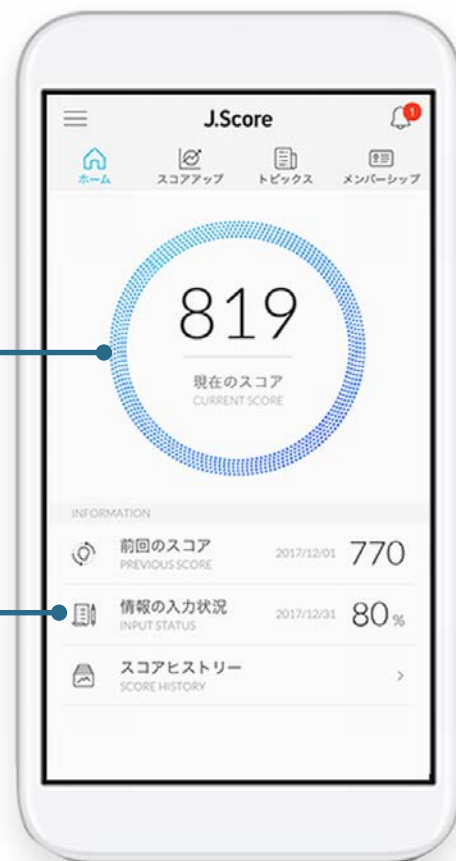 J.Score
1
ホーム
スコアアップ
トピックス
メンバーシップ
819
現在のスコア
CURRENT SCORE
INFORMATION
前回のスコア
PREVIOUS SCORE
2017/12/01
770
情報の入力状況
INPUT STATUS
2017/12/31
80%
スコアヒストリー
SCORE HISTORY